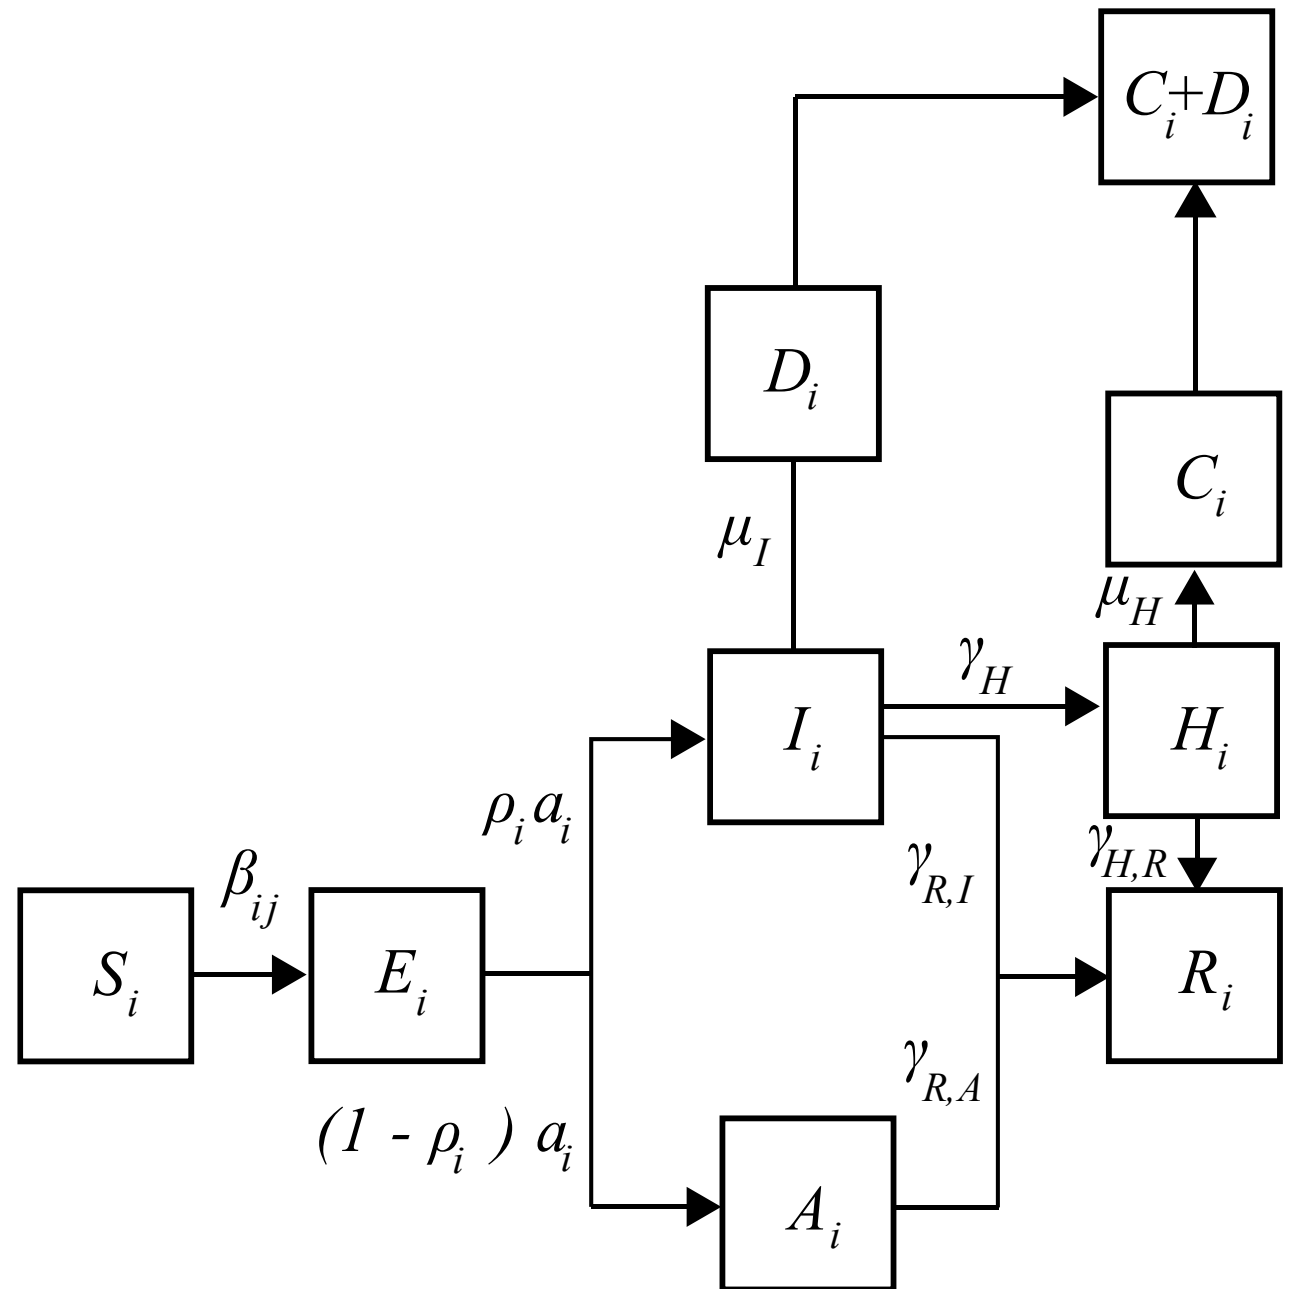 C_i+D_i
D_i
C_i
μ_I
μ_H
γ_H
I_i
H_i
ρ_i a_i
γ_{H,R}
γ_{R,I}
β_{ij}
S_i
E_i
R_i
γ_{R,A}
(1 - ρ_i ) a_i
A_i